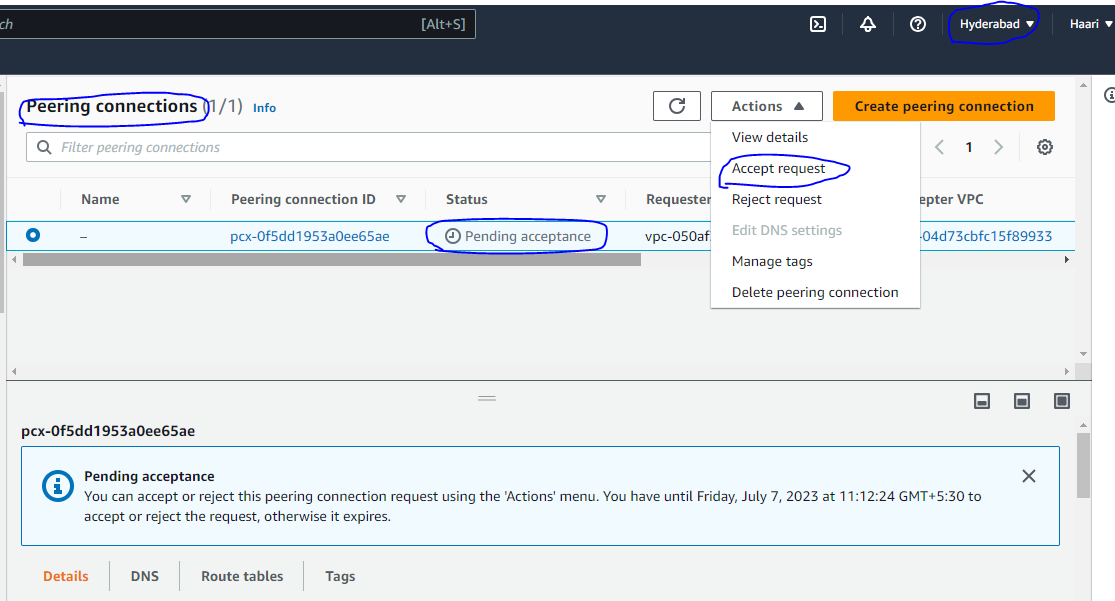 ch [Alt+S] Hyderabad Haari
Peering connections (1/1) Info Actions Create peering connection
Filter peering connections 1
View details
Accept request
Reject request
Edit DNS settings
Manage tags
Delete peering connection
Name Peering connection ID Status Requester epter VPC
– pcx-0f5dd1953a0ee65ae Pending acceptance vpc-050af -04d73cbfc15f89933
pcx-0f5dd1953a0ee65ae
Pending acceptance
You can accept or reject this peering connection request using the 'Actions' menu. You have until Friday, July 7, 2023 at 11:12:24 GMT+5:30 to
accept or reject the request, otherwise it expires.
Details DNS Route tables Tags